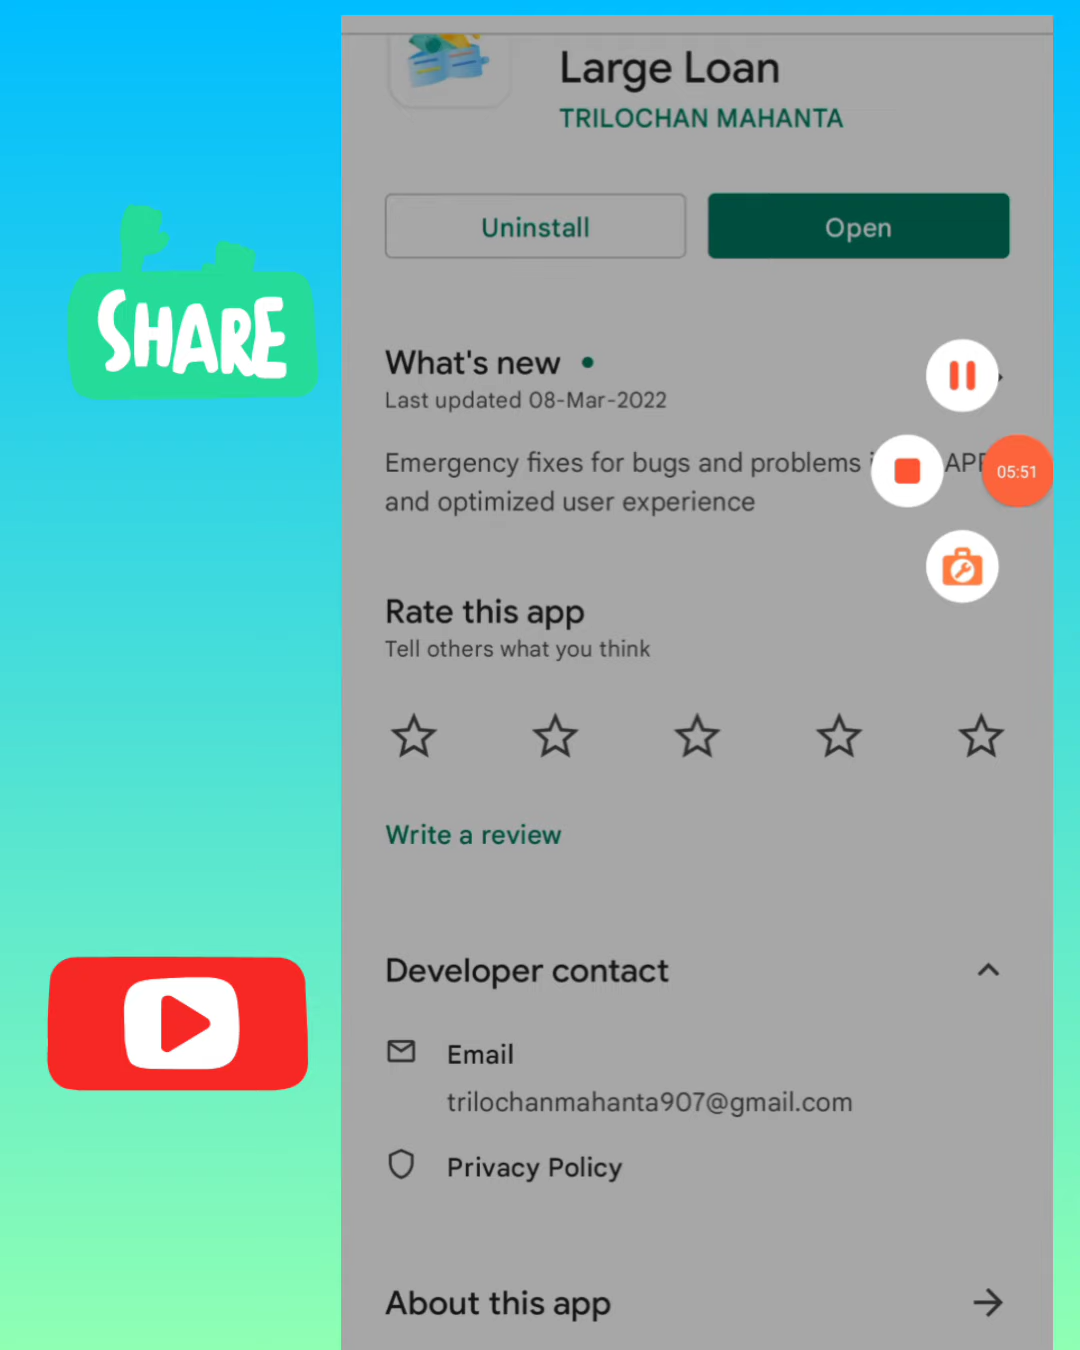 Large Loan
TRILOCHAN MAHANTA
Uninstall
Open
SHARE
What's new
Last updated 08-Mar-2022
Emergency fixes for bugs and problems
and optimized user experience
05:51
Rate this app
Tell others what you think
Write a review
Developer contact
Email
trilochanmahanta907@gmail.com
Privacy Policy
About this app